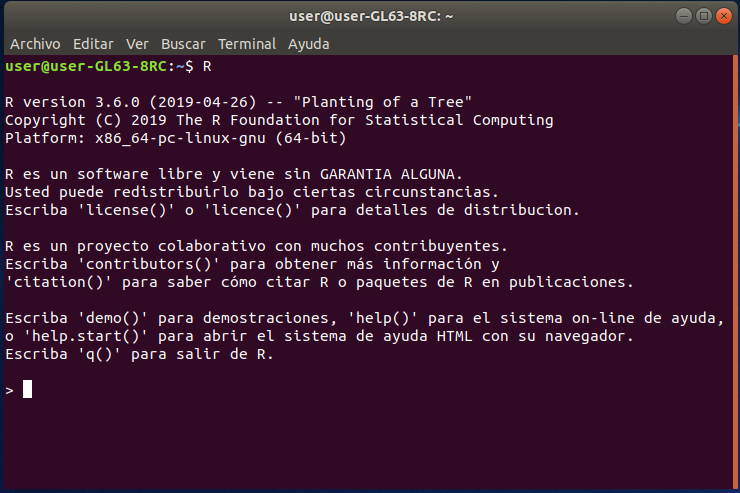 user@user-GL63-8RC: ~
Archivo Editar Ver Buscar Terminal Ayuda
user@user-GL63-8RC:~$ R
R version 3.6.0 (2019-04-26) -- "Planting of a Tree"
Copyright (C) 2019 The R Foundation for Statistical Computing
Platform: x86_64-pc-linux-gnu (64-bit)
R es un software libre y viene sin GARANTIA ALGUNA.
Usted puede redistribuirlo bajo ciertas circunstancias.
Escriba 'license()' o 'licence()' para detalles de distribucion.
R es un proyecto colaborativo con muchos contribuyentes.
Escriba 'contributors()' para obtener más información y
'citation()' para saber cómo citar R o paquetes de R en publicaciones.
Escriba 'demo()' para demostraciones, 'help()' para el sistema on-line de ayuda,
o 'help.start()' para abrir el sistema de ayuda HTML con su navegador.
Escriba 'q()' para salir de R.
>